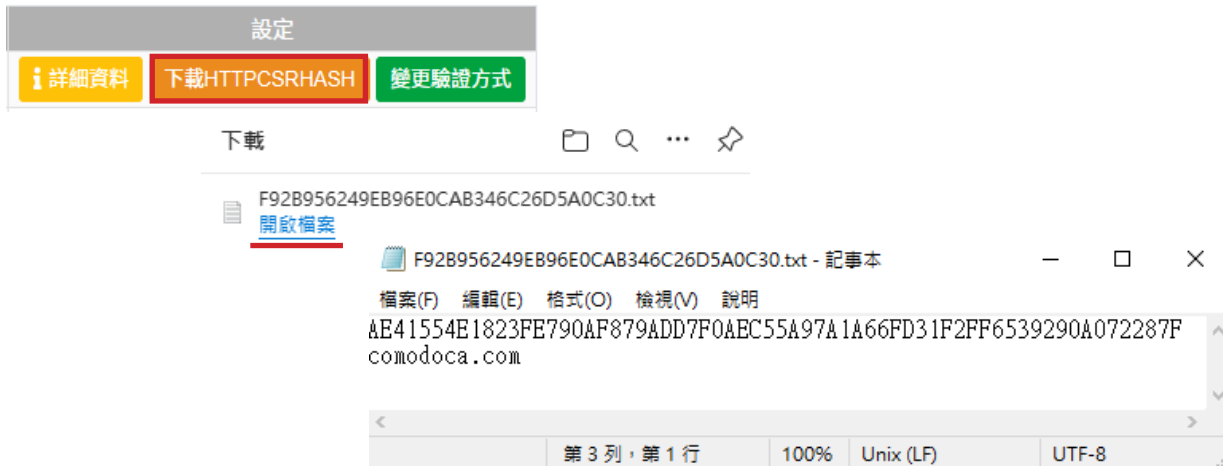 設定
詳細資料 下載HTTPCSRHASH 變更驗證方式
下載
F92B956249EB96E0CAB346C26D5A0C30.txt
開啟檔案
F92B956249EB96E0CAB346C26D5A0C30.txt - 記事本
檔案(F) 編輯(E) 格式(O) 檢視(V) 說明
AE41554E1823FE790AF879ADD7F0AEC55A97A1A66FD31F2FF6539290A072287F
comodoca.com
第 3 列，第 1 行 100% Unix (LF) UTF-8